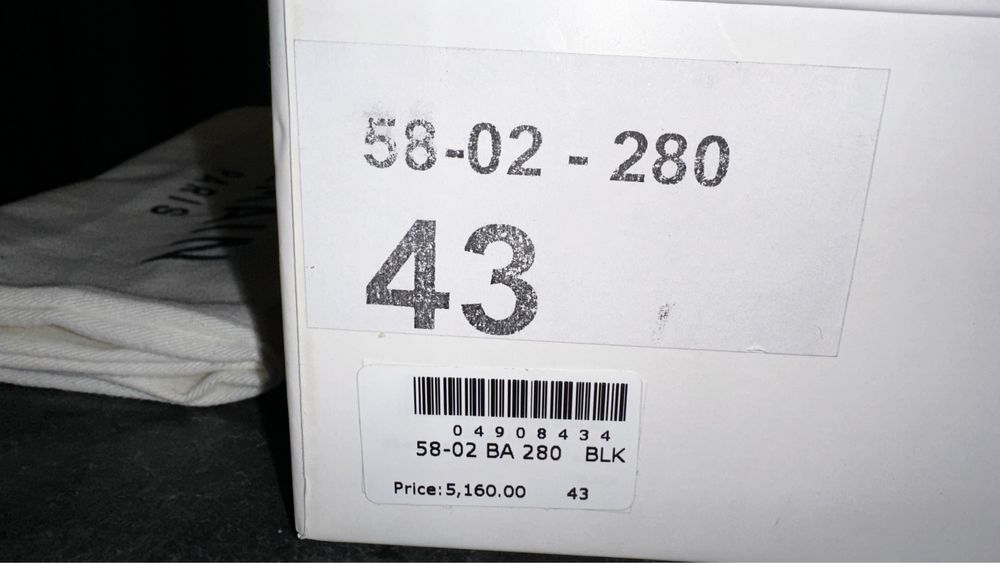 PARIS
58-02 - 280
43
04908434
58-02 BA 280 BLK
Price: 5,160.00 43